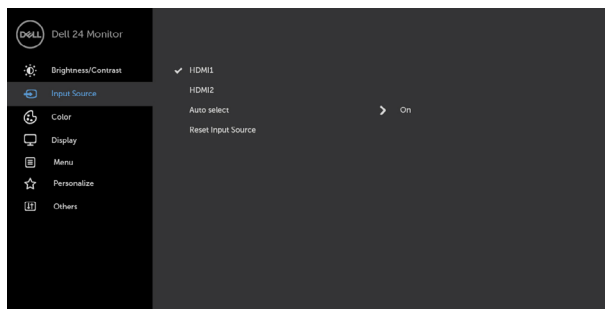 DELL
Dell 24 Monitor
Brightness/Contrast
Input Source
Color
Display
Menu
Personalize
Others
HDMI1
HDMI2
Auto select On
Reset Input Source